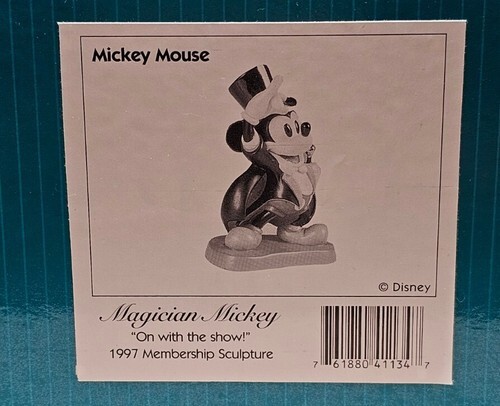 Mickey Mouse
© Disney
Magician Mickey
"On with the show!"
1997 Membership Sculpture
7 61880 41134 7